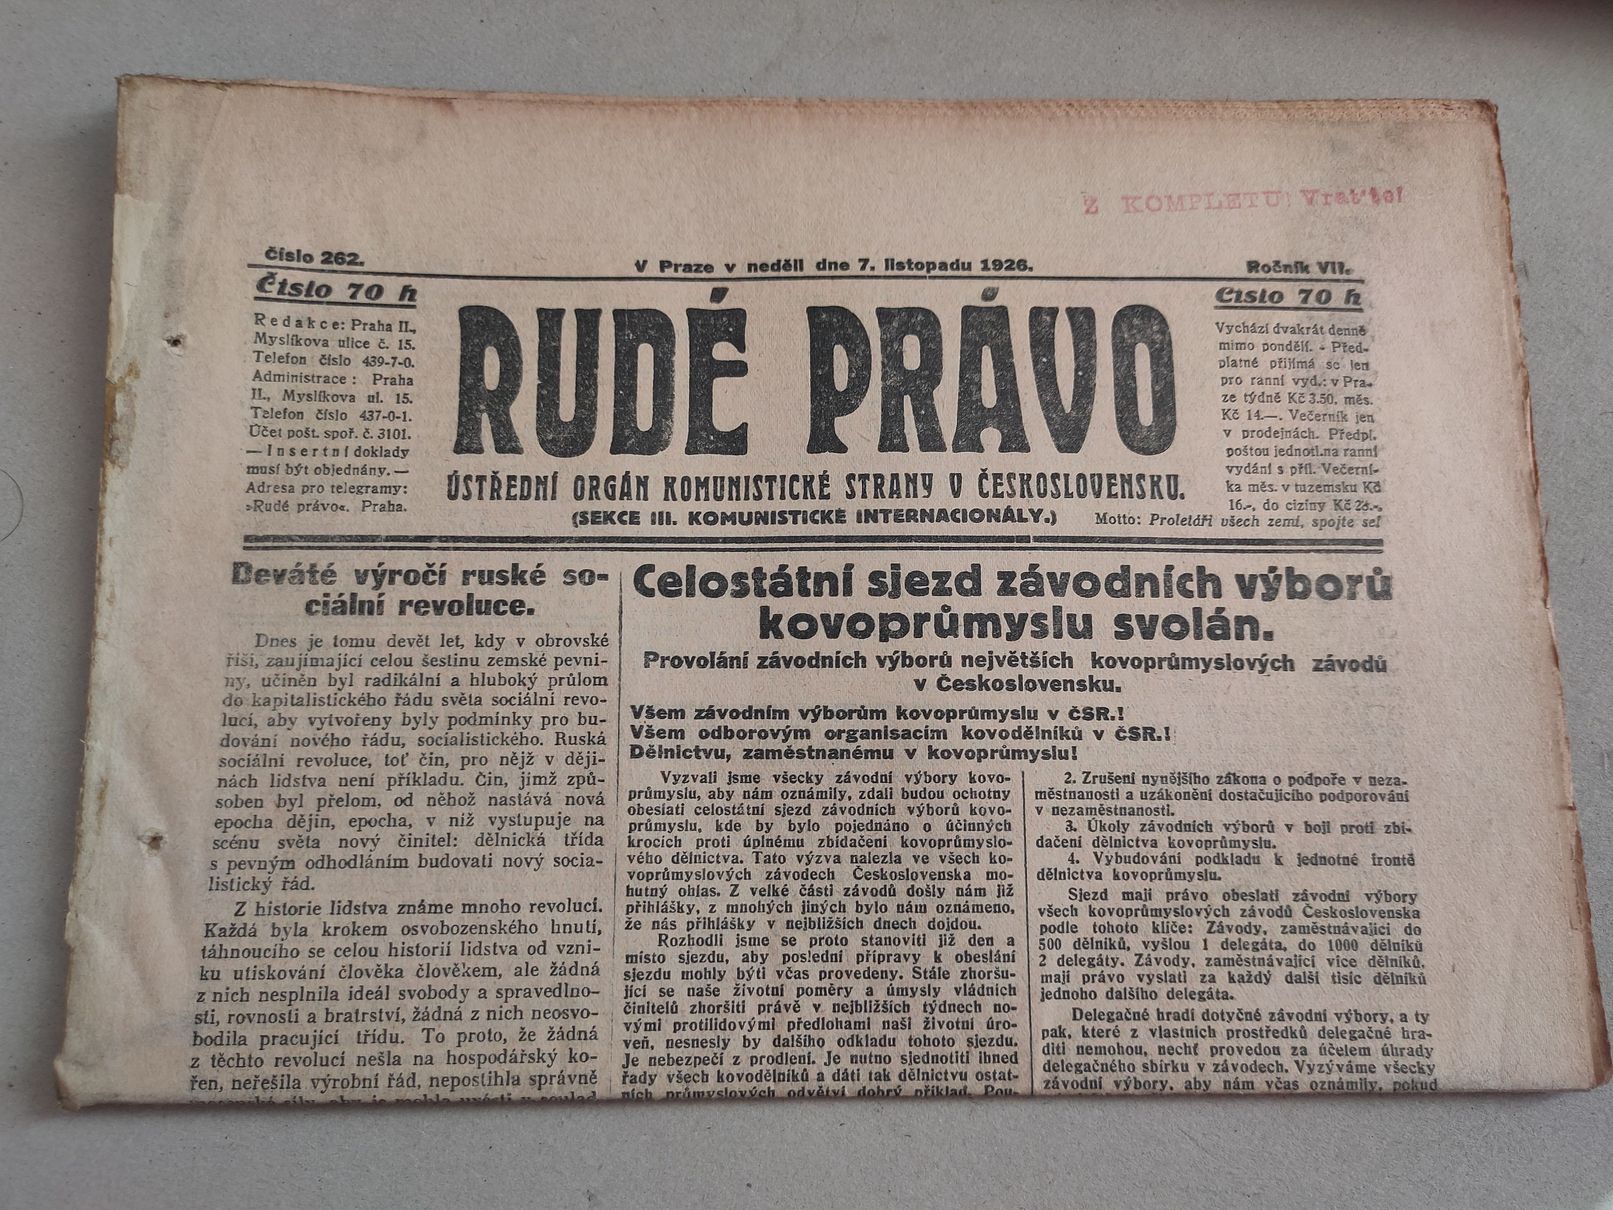 Z KOMPLETU! Vrat'te!
číslo 262.
V Praze v neděli dne 7. listopadu 1926.
Ročník VII.
Číslo 70 h
Redakce: Praha II.,
Myslíkova ulice č. 15.
Telefon číslo 439-7-0.
Administrace: Praha
II., Myslíkova ul. 15.
Telefon číslo 437-0-1.
Účet pošt. spoř. č. 3101.
— Insertní doklady
musí být objednány. —
Adresa pro telegramy:
»Rudé právo«. Praha.
RUDÉ PRÁVO
ÚSTŘEDNÍ ORGÁN KOMUNISTICKÉ STRANY V ČESKOSLOVENSKU.
(SEKCE III. KOMUNISTICKÉ INTERNACIONÁLY.)
Motto: Proletáři všech zemí, spojte se!
Číslo 70 h
Vychází dvakrát denně
mimo pondělí. - Před-
platné přijímá se jen
pro ranní vyd.: v Pra-
ze týdně Kč 3.50, měs.
Kč 14.—. Večerník jen
v prodejnách. Předpl.
poštou jednotl. na ranní
vydání s příl. Večerní-
ka měs. v tuzemsku Kč
16.-, do ciziny Kč 26.-,
Deváté výročí ruské so-
ciální revoluce.
Dnes je tomu devět let, kdy v obrovské
říši, zaujímající celou šestinu zemské pevni-
ny, učiněn byl radikální a hluboký průlom
do kapitalistického řádu světa sociální revo-
lucí, aby vytvořeny byly podmínky pro bu-
dování nového řádu, socialistického. Ruská
sociální revoluce, toť čin, pro nějž v ději-
nách lidstva není příkladu. Čin, jímž způ-
soben byl přelom, od něhož nastává nová
epocha dějin, epocha, v níž vystupuje na
scénu světa nový činitel: dělnická třída
s pevným odhodláním budovati nový socia-
listický řád.
Z historie lidstva známe mnoho revolucí.
Každá byla krokem osvobozenského hnutí,
táhnoucího se celou historií lidstva od vzni-
ku utiskování člověka člověkem, ale žádná
z nich nesplnila ideál svobody a spravedlno-
sti, rovnosti a bratrství, žádná z nich neosvo-
bodila pracující třídu. To proto, že žádná
z těchto revolucí nešla na hospodářský ko-
řen, neřešila výrobní řád, nepostihla správně
Celostátní sjezd závodních výborů
kovoprůmyslu svolán.
Provolání závodních výborů největších kovoprůmyslových závodů
v Československu.
Všem závodním výborům kovoprůmyslu v ČSR.!
Všem odborovým organisacím kovodělníků v ČSR.!
Dělnictvu, zaměstnanému v kovoprůmyslu!
Vyzvali jsme všecky závodní výbory kovo-
průmyslu, aby nám oznámily, zdali budou ochotny
obeslati celostátní sjezd závodních výborů kovo-
průmyslu, kde by bylo pojednáno o účinných
krocích proti úplnému zbídačení kovoprůmyslo-
vého dělnictva. Tato výzva nalezla ve všech ko-
voprůmyslových závodech Československa mo-
hutný ohlas. Z velké části závodů došly nám již
přihlášky, z mnohých jiných bylo nám oznámeno,
že nás přihlášky v nejbližších dnech dojdou.
Rozhodli jsme se proto stanoviti již den a
místo sjezdu, aby poslední přípravy k obeslání
sjezdu mohly býti včas provedeny. Stále zhoršu-
jící se naše životní poměry a úmysly vládních
činitelů zhoršiti právě v nejbližších týdnech no-
vými protilidovými předlohami naši životní úro-
veň, nesnesly by dalšího odkladu tohoto sjezdu.
Je nebezpečí z prodlení. Je nutno sjednotiti ihned
řady všech kovodělníků a dáti tak dělnictvu ostat-
ních průmyslových odvětví dobrý příklad. Pou-
2. Zrušení nynějšího zákona o podpoře v neza-
městnanosti a uzákonění dostačujícího podporování
v nezaměstnanosti.
3. Úkoly závodních výborů v boji proti zbí-
dačení dělnictva kovoprůmyslu.
4. Vybudování podkladu k jednotné frontě
dělnictva kovoprůmyslu.
Sjezd mají právo obeslati závodní výbory
všech kovoprůmyslových závodů Československa
podle tohoto klíče: Závody, zaměstnávající do
500 dělníků, vyšlou 1 delegáta, do 1000 dělníků
2 delegáty. Závody, zaměstnávající více dělníků,
mají právo vyslati za každý další tisíc dělníků
jednoho dalšího delegáta.
Delegačné hradí dotyčné závodní výbory, a ty
pak, které z vlastních prostředků delegačné hra-
diti nemohou, nechť provedou za účelem úhrady
delegačného sbírku v závodech. Vyzýváme všecky
závodní výbory, aby nám včas oznámily, pokud